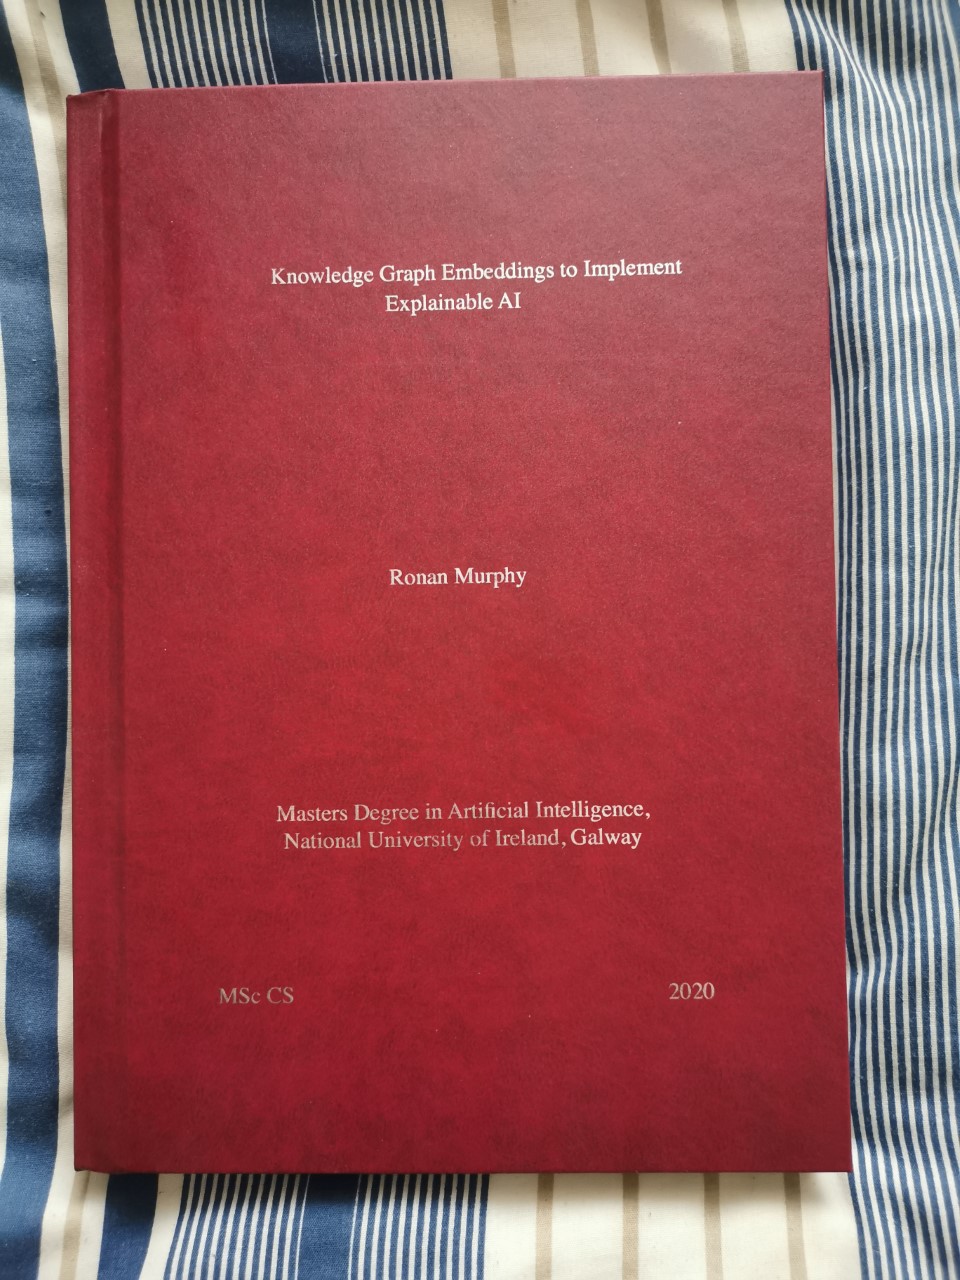 Knowledge Graph Embeddings to Implement
Explainable AI
Ronan Murphy
Masters Degree in Artificial Intelligence,
National University of Ireland, Galway
MSc CS 2020